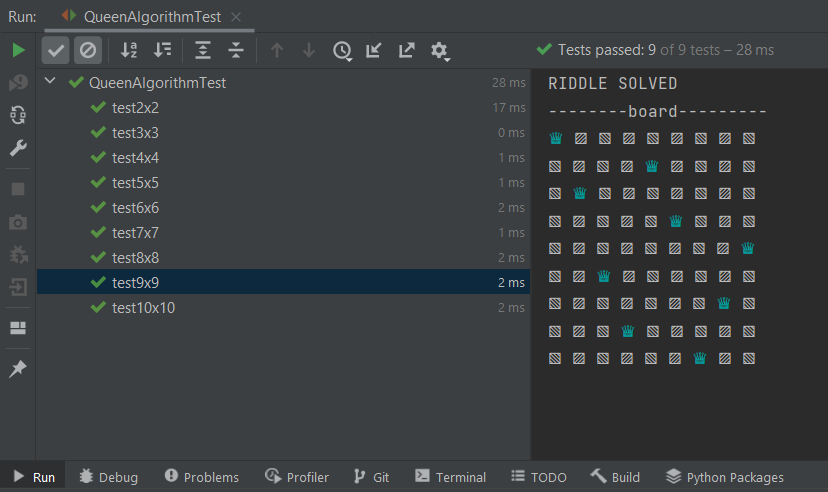 Run: QueenAlgorithmTest
Tests passed: 9 of 9 tests – 28 ms
QueenAlgorithmTest 28 ms
test2x2 17 ms
test3x3 0 ms
test4x4 1 ms
test5x5 1 ms
test6x6 2 ms
test7x7 1 ms
test8x8 2 ms
test9x9 2 ms
test10x10 2 ms
RIDDLE SOLVED
--------board---------
♛ ▨ ▧ ▨ ▧ ▨ ▧ ▨ ▧
▧ ▧ ▧ ▧ ♛ ▧ ▧ ▧ ▧
▧ ♛ ▧ ▧ ▧ ▧ ▧ ▧ ▧
▧ ▧ ▧ ▧ ▧ ♛ ▧ ▧ ▧
▧ ▧ ▧ ▧ ▧ ▧ ▧ ▧ ♛
▧ ▧ ♛ ▧ ▧ ▧ ▧ ▧ ▧
▧ ▧ ▧ ▧ ▧ ▧ ▧ ♛ ▧
▧ ▧ ▧ ♛ ▧ ▧ ▧ ▧ ▧
▧ ▧ ▧ ▧ ▧ ▧ ♛ ▧ ▧
Run Debug Problems Profiler Git Terminal TODO Build Python Packages